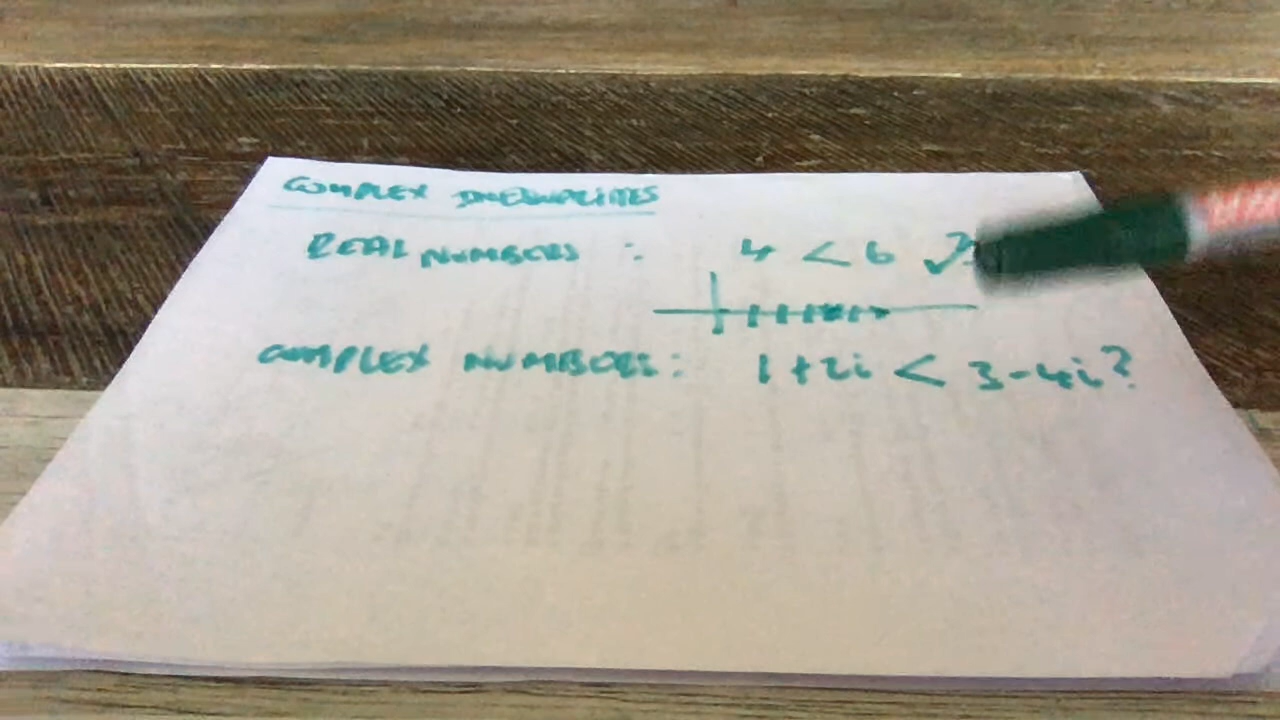 COMPLEX INEQUALITIES
REAL NUMBERS : 4 < 6 ✓
COMPLEX NUMBERS : 1+2i < 3-4i?